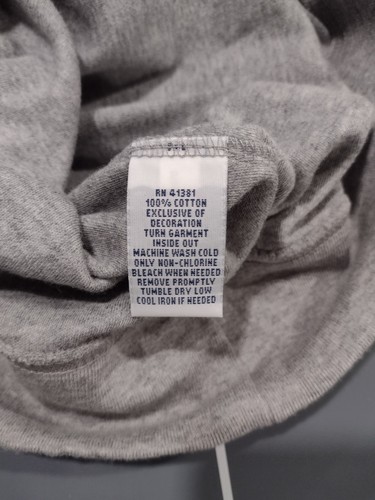 RN 41381
100% COTTON
EXCLUSIVE OF
DECORATION
TURN GARMENT
INSIDE OUT
MACHINE WASH COLD
ONLY NON-CHLORINE
BLEACH WHEN NEEDED
REMOVE PROMPTLY
TUMBLE DRY LOW
COOL IRON IF NEEDED